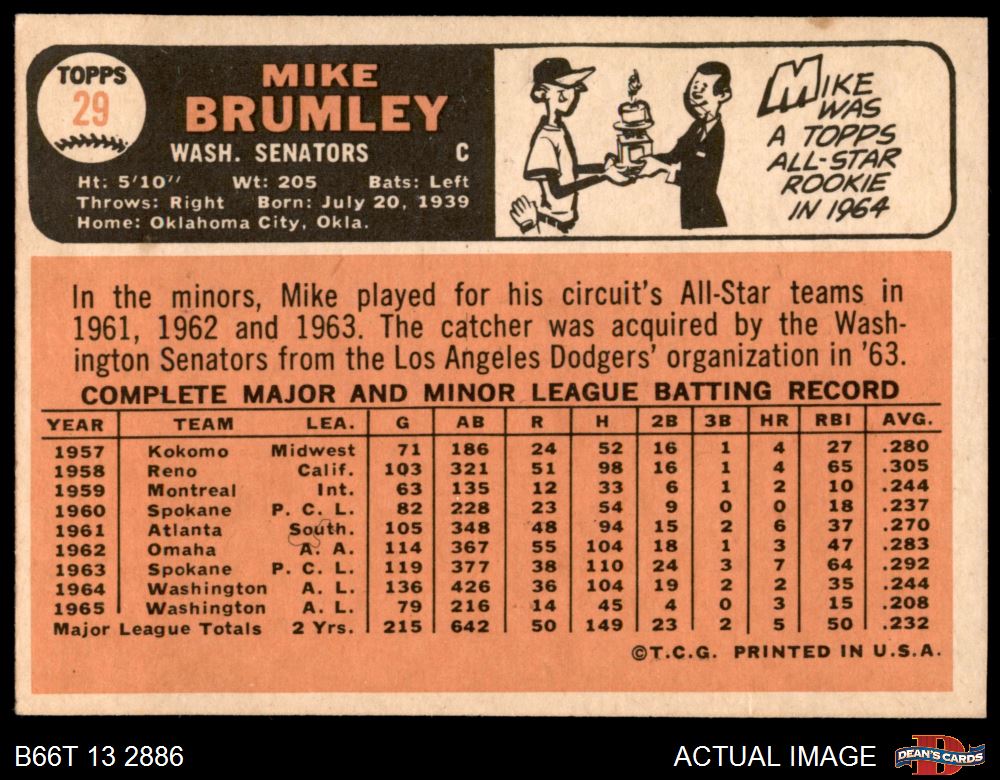 TOPPS
29
MIKE
BRUMLEY
WASH. SENATORS C
Ht: 5'10" Wt: 205 Bats: Left
Throws: Right Born: July 20, 1939
Home: Oklahoma City, Okla.
MIKE
WAS
A TOPPS
ALL-STAR
ROOKIE
IN 1964
In the minors, Mike played for his circuit's All-Star teams in
1961, 1962 and 1963. The catcher was acquired by the Wash-
ington Senators from the Los Angeles Dodgers' organization in '63.
COMPLETE MAJOR AND MINOR LEAGUE BATTING RECORD
YEAR TEAM LEA. G AB R H 2B 3B HR RBI AVG.
1957 Kokomo Midwest 71 186 24 52 16 1 4 27 .280
1958 Reno Calif. 103 321 51 98 16 1 4 65 .305
1959 Montreal Int. 63 135 12 33 6 1 2 10 .244
1960 Spokane P. C. L. 82 228 23 54 9 0 0 18 .237
1961 Atlanta South. 105 348 48 94 15 2 6 37 .270
1962 Omaha A. A. 114 367 55 104 18 1 3 47 .283
1963 Spokane P. C. L. 119 377 38 110 24 3 7 64 .292
1964 Washington A. L. 136 426 36 104 19 2 2 35 .244
1965 Washington A. L. 79 216 14 45 4 0 3 15 .208
Major League Totals 2 Yrs. 215 642 50 149 23 2 5 50 .232
©T.C.G. PRINTED IN U.S.A.
B66T 13 2886 ACTUAL IMAGE
D
DEAN'S CARDS